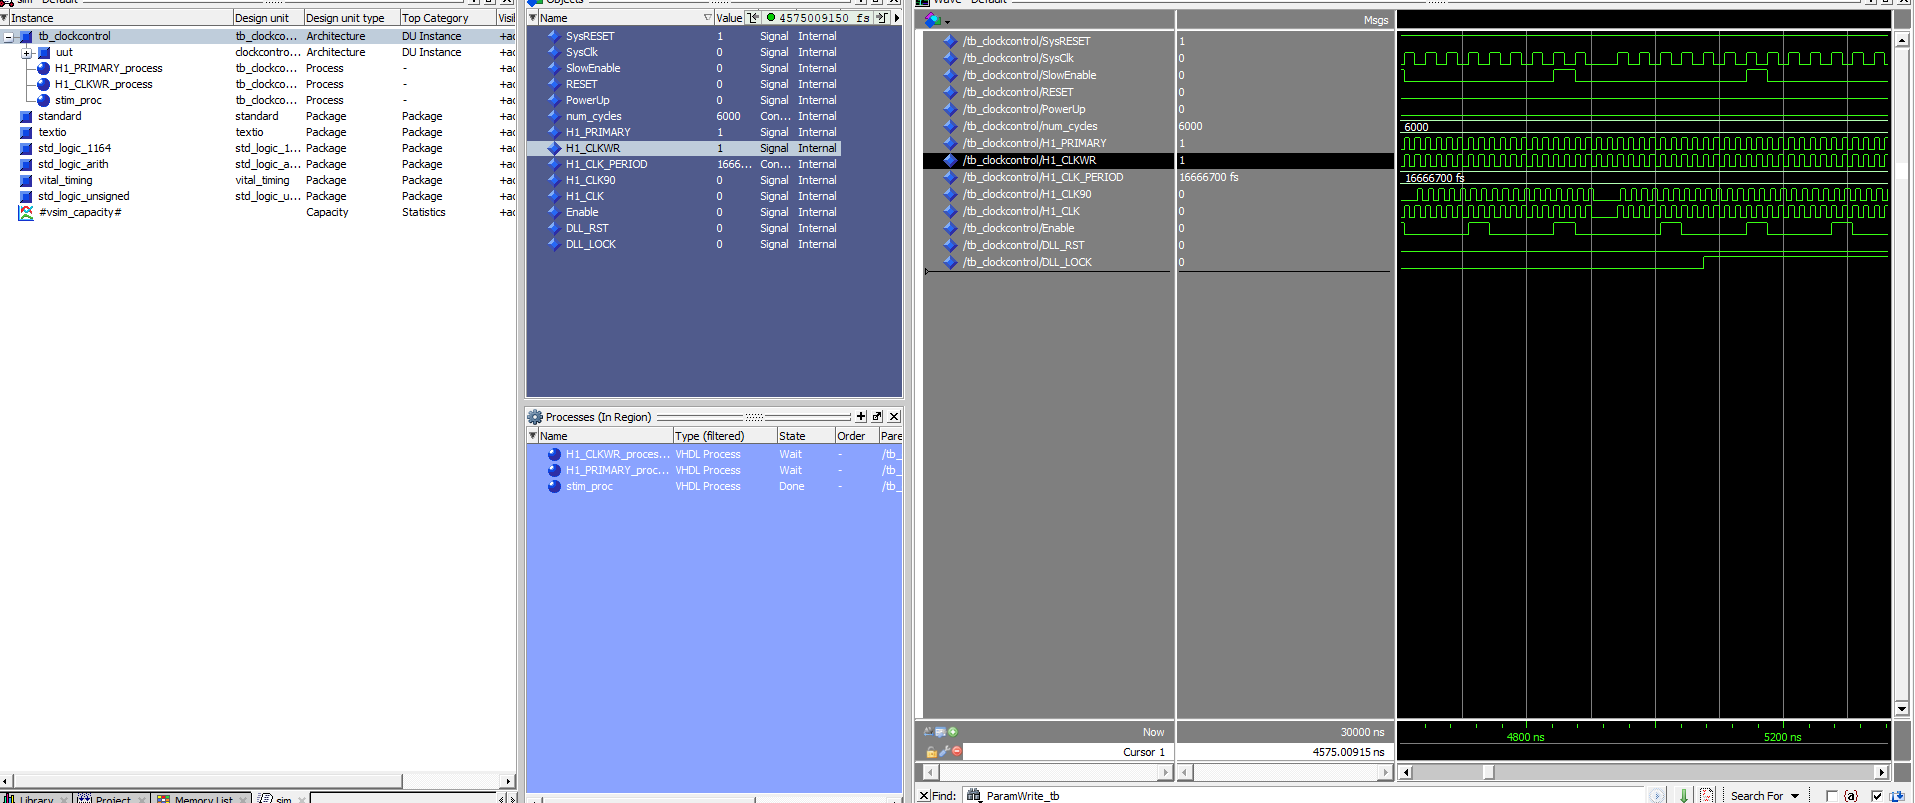 sim - Default
Instance Design unit Design unit type Top Category Visi
tb_clockcontrol tb_clockco... Architecture DU Instance +ac
uut clockcontro... Architecture DU Instance +ac
H1_PRIMARY_process tb_clockco... Process - +ac
H1_CLKWR_process tb_clockco... Process - +ac
stim_proc tb_clockco... Process - +ac
standard standard Package Package +ac
textio textio Package Package +ac
std_logic_1164 std_logic_1... Package Package +ac
std_logic_arith std_logic_a... Package Package +ac
vital_timing vital_timing Package Package +ac
std_logic_unsigned std_logic_u... Package Package +ac
#vsim_capacity# Capacity Statistics +ac
Library Project Memory List sim
Objects
Name Value 4575009150 fs
SysRESET 1 Signal Internal
SysClk 0 Signal Internal
SlowEnable 0 Signal Internal
RESET 0 Signal Internal
PowerUp 0 Signal Internal
num_cycles 6000 Con... Internal
H1_PRIMARY 1 Signal Internal
H1_CLKWR 1 Signal Internal
H1_CLK_PERIOD 1666... Con... Internal
H1_CLK90 0 Signal Internal
H1_CLK 0 Signal Internal
Enable 0 Signal Internal
DLL_RST 0 Signal Internal
DLL_LOCK 0 Signal Internal
Processes (In Region)
Name Type (filtered) State Order Pare
H1_CLKWR_proces... VHDL Process Wait - /tb_
H1_PRIMARY_proc... VHDL Process Wait - /tb_
stim_proc VHDL Process Done - /tb_
Wave - Default
Msgs
/tb_clockcontrol/SysRESET 1
/tb_clockcontrol/SysClk 0
/tb_clockcontrol/SlowEnable 0
/tb_clockcontrol/RESET 0
/tb_clockcontrol/PowerUp 0
/tb_clockcontrol/num_cycles 6000 6000
/tb_clockcontrol/H1_PRIMARY 1
/tb_clockcontrol/H1_CLKWR 1
/tb_clockcontrol/H1_CLK_PERIOD 16666700 fs 16666700 fs
/tb_clockcontrol/H1_CLK90 0
/tb_clockcontrol/H1_CLK 0
/tb_clockcontrol/Enable 0
/tb_clockcontrol/DLL_RST 0
/tb_clockcontrol/DLL_LOCK 0
Now 30000 ns 4800 ns 5200 ns
Cursor 1 4575.00915 ns
Find: ParamWrite_tb Search For {a}